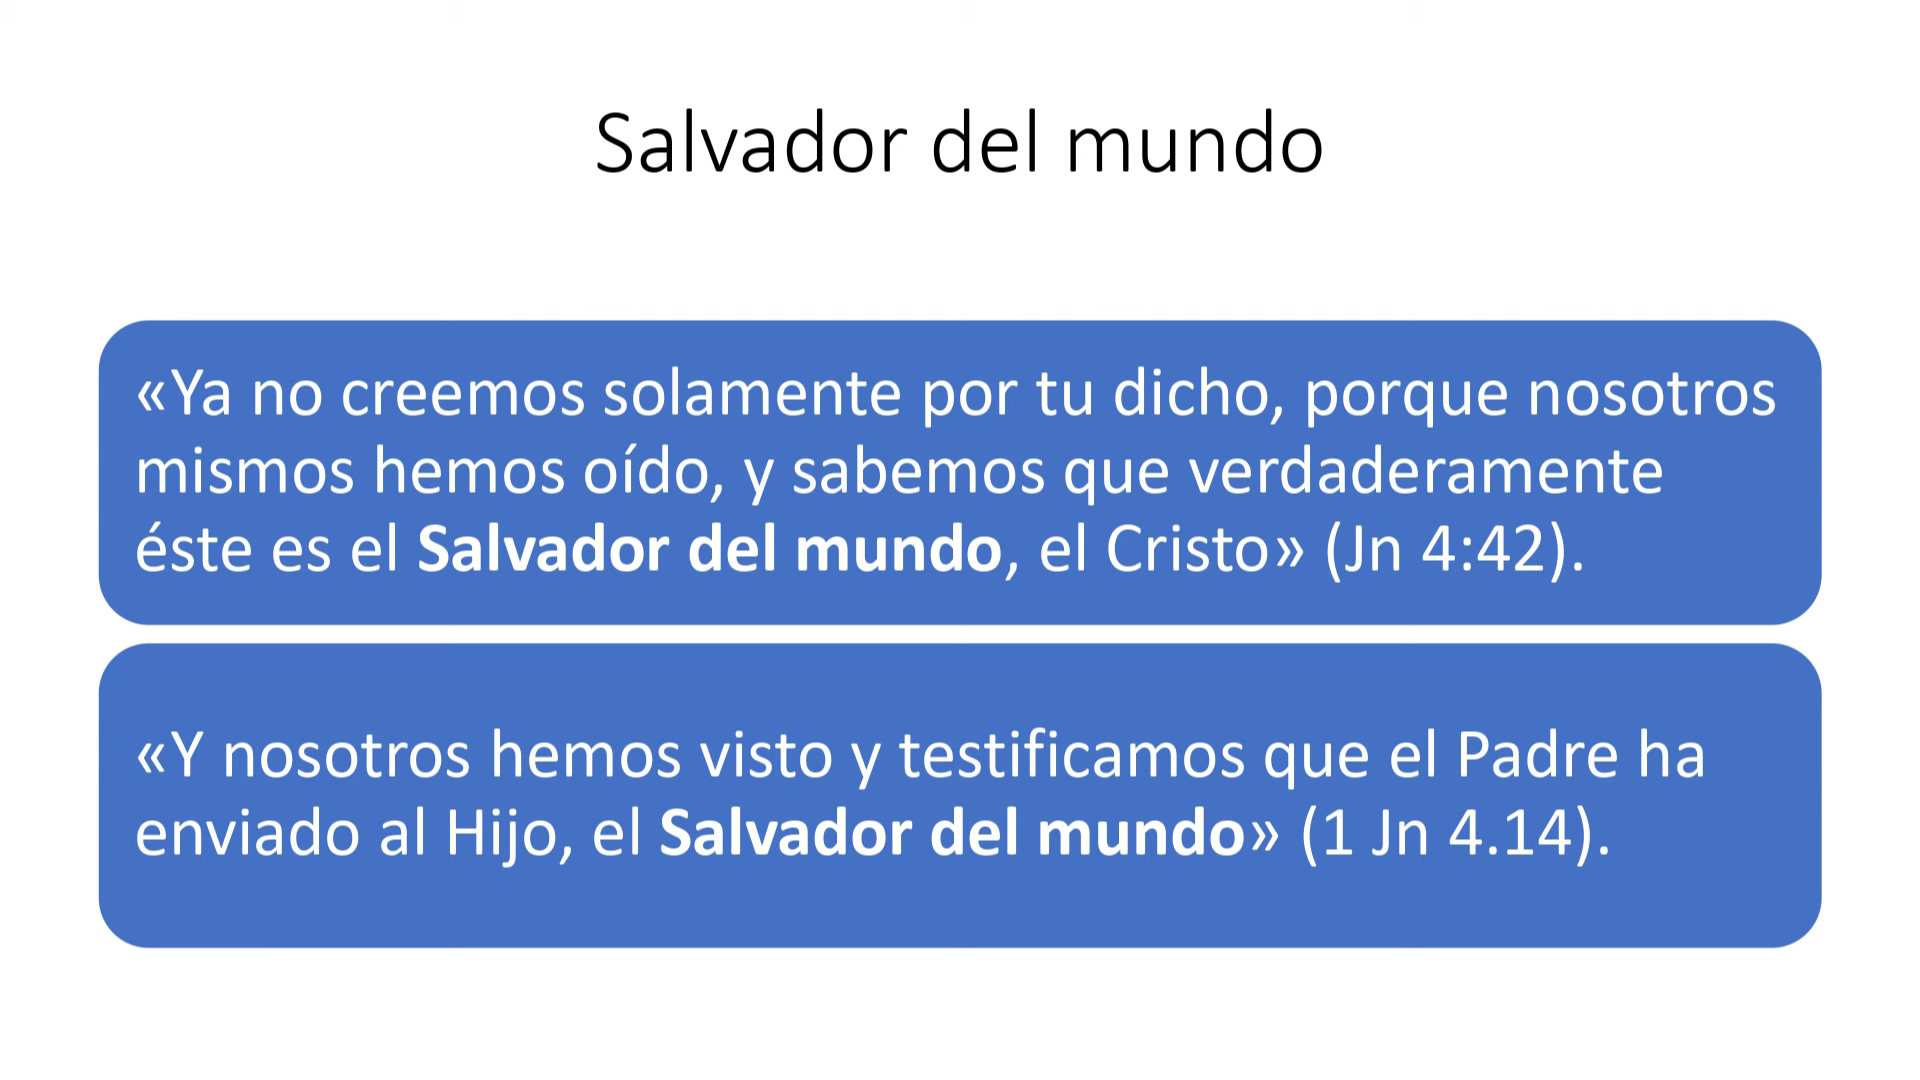 Salvador del mundo
«Ya no creemos solamente por tu dicho, porque nosotros
mismos hemos oído, y sabemos que verdaderamente
éste es el Salvador del mundo, el Cristo» (Jn 4:42).
«Y nosotros hemos visto y testificamos que el Padre ha
enviado al Hijo, el Salvador del mundo» (1 Jn 4.14).